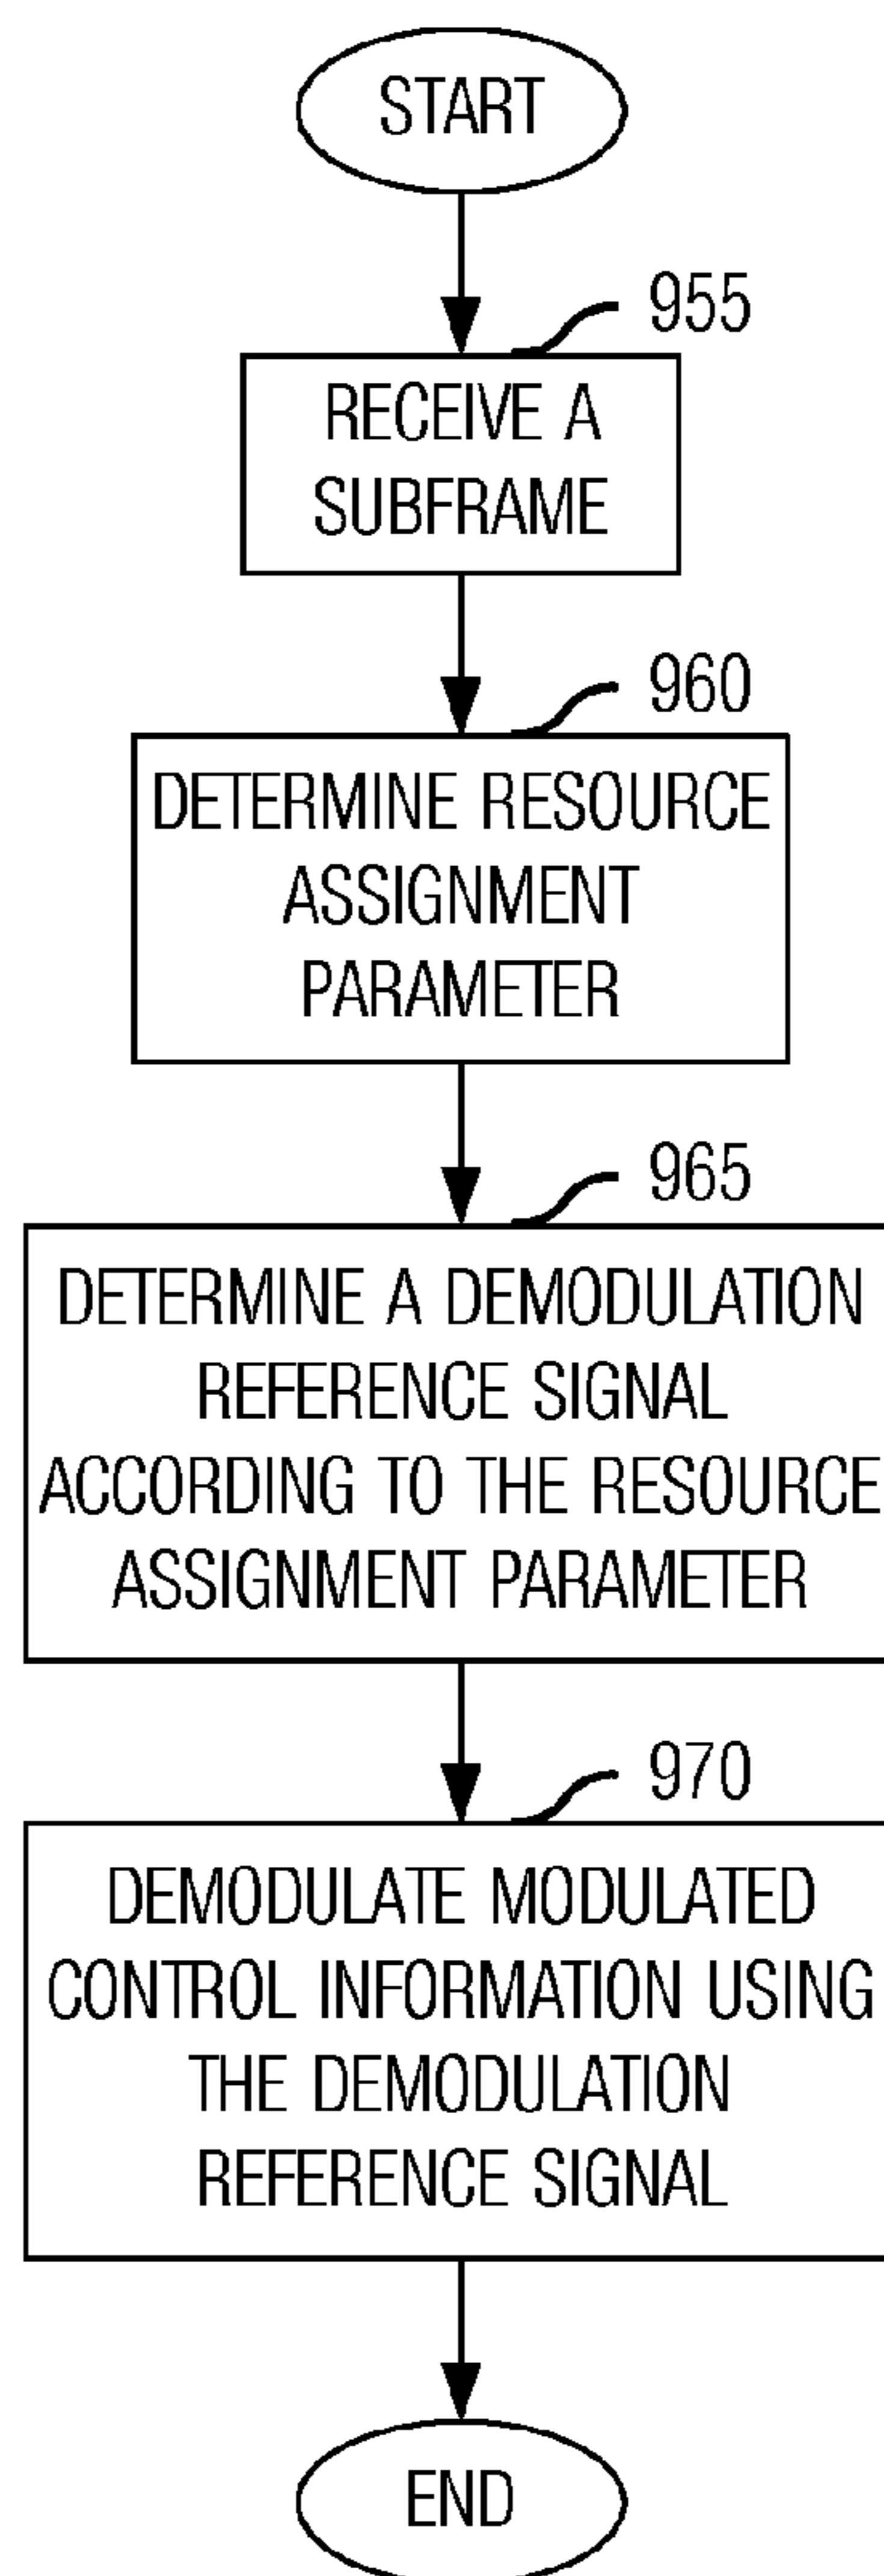 START
955
RECEIVE A
SUBFRAME
960
DETERMINE RESOURCE
ASSIGNMENT
PARAMETER
965
DETERMINE A DEMODULATION
REFERENCE SIGNAL
ACCORDING TO THE RESOURCE
ASSIGNMENT PARAMETER
970
DEMODULATE MODULATED
CONTROL INFORMATION USING
THE DEMODULATION
REFERENCE SIGNAL
END